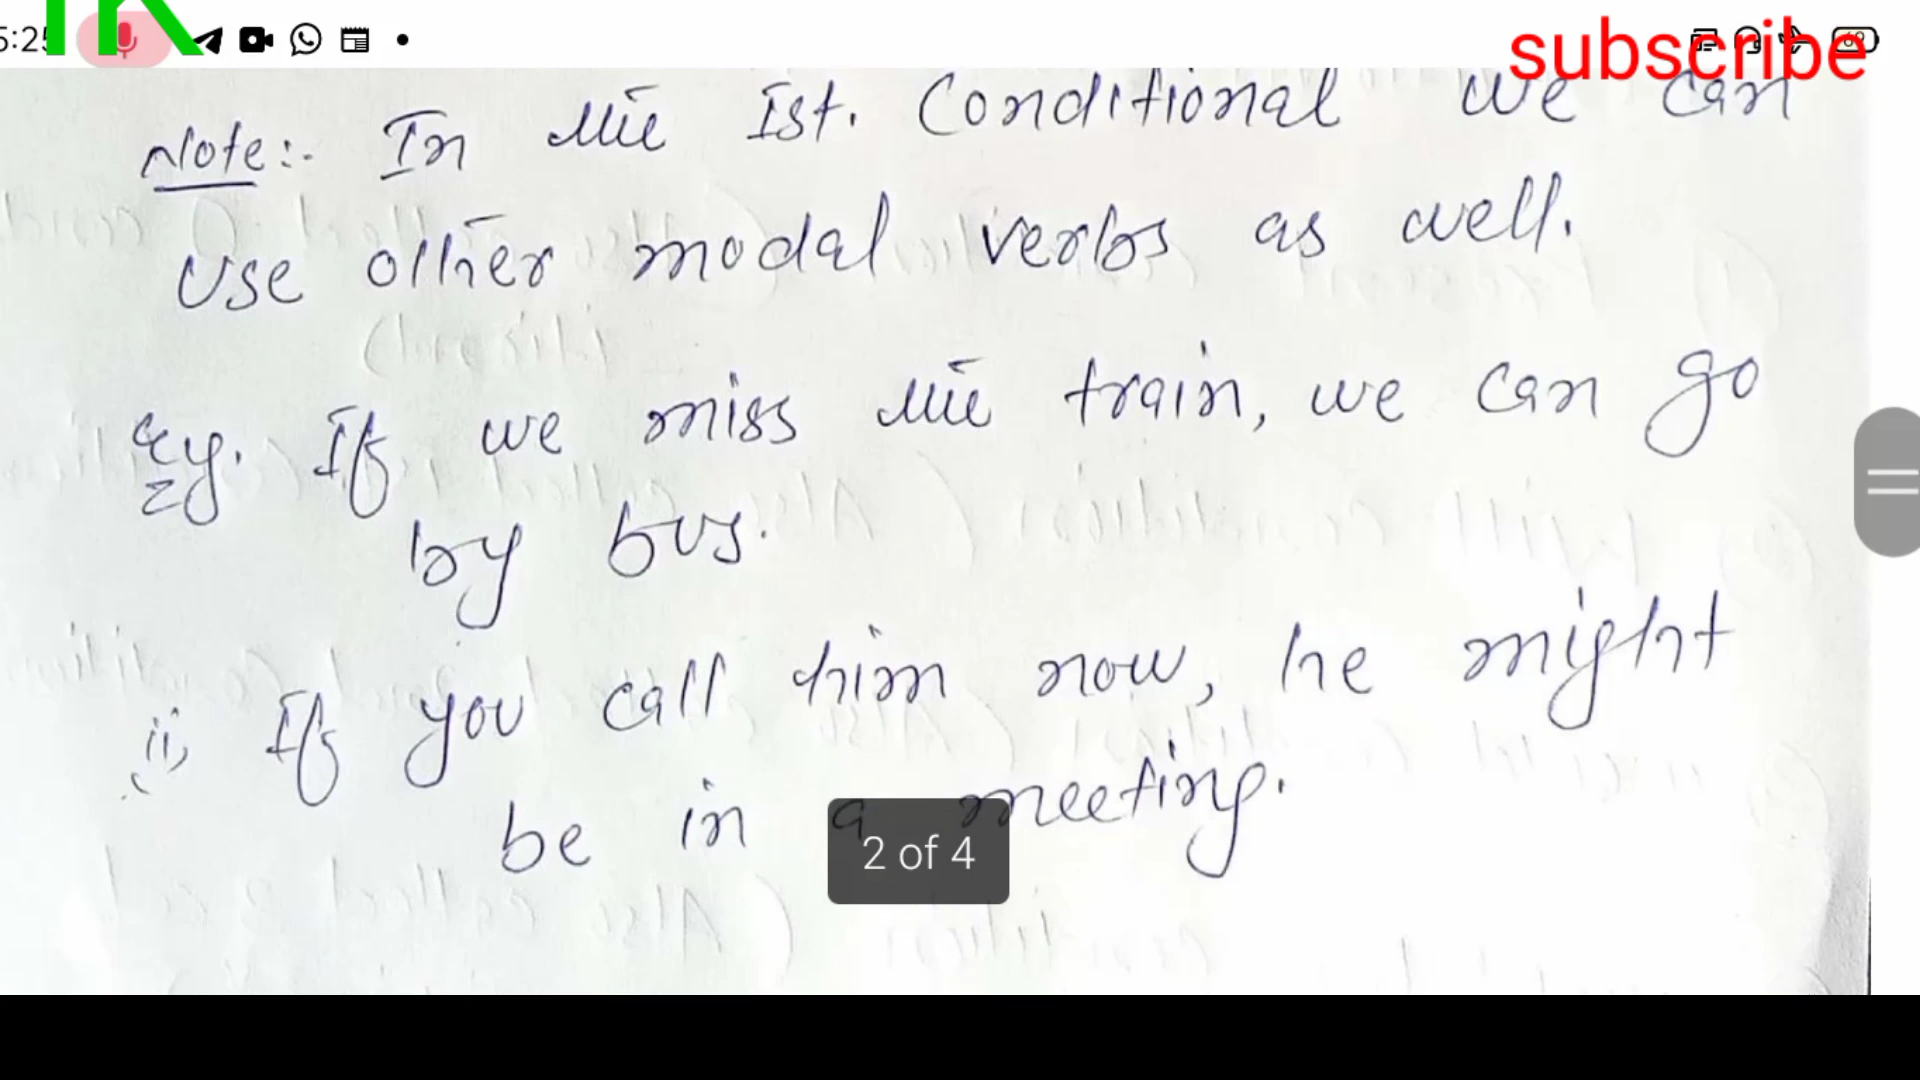 5:25
subscribe
Note:- In the Ist. Conditional we can
use other modal verbs as well.
Eg. If we miss the train, we can go
by bus.
ii, If you call him now, he might
be in a meeting.
2 of 4